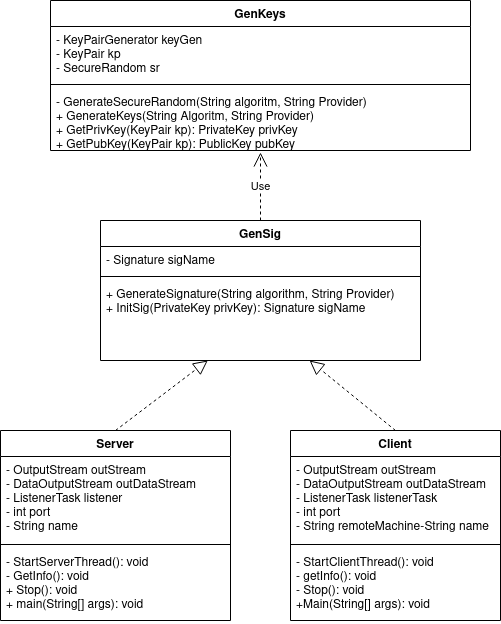 GenKeys
- KeyPairGenerator keyGen
- KeyPair kp
- SecureRandom sr
- GenerateSecureRandom(String algoritm, String Provider)
+ GenerateKeys(String Algoritm, String Provider)
+ GetPrivKey(KeyPair kp): PrivateKey privKey
+ GetPubKey(KeyPair kp): PublicKey pubKey
Use
GenSig
- Signature sigName
+ GenerateSignature(String algorithm, String Provider)
+ InitSig(PrivateKey privKey): Signature sigName
Server
- OutputStream outStream
- DataOutputStream outDataStream
- ListenerTask listener
- int port
- String name
- StartServerThread(): void
- GetInfo(): void
+ Stop(): void
+ main(String[] args): void
Client
- OutputStream outStream
- DataOutputStream outDataStream
- ListenerTask listenerTask
- int port
- String remoteMachine-String name
- StartClientThread(): void
- getInfo(): void
- Stop(): void
+Main(String[] args): void